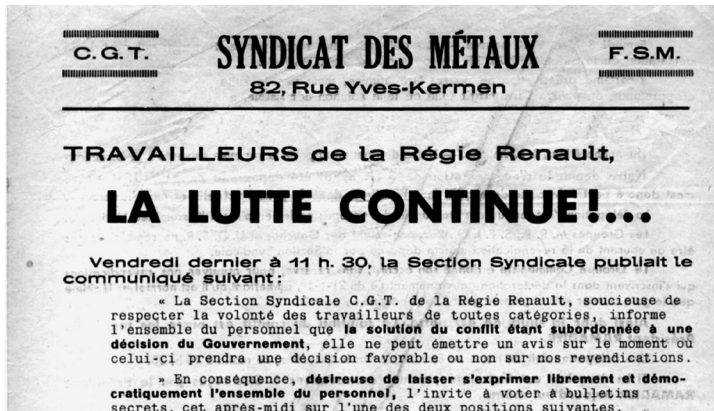 C.G.T. SYNDICAT DES MÉTAUX F.S.M.
82, Rue Yves-Kermen
TRAVAILLEURS de la Régie Renault,
LA LUTTE CONTINUE!...
Vendredi dernier à 11 h. 30, la Section Syndicale publiait le
communiqué suivant :
« La Section Syndicale C.G.T. de la Régie Renault, soucieuse de
respecter la volonté des travailleurs de toutes catégories, informe
l'ensemble du personnel que la solution du conflit étant subordonnée à une
décision du Gouvernement, elle ne peut émettre un avis sur le moment où
celui-ci prendra une décision favorable ou non sur nos revendications.
» En conséquence, désireuse de laisser s'exprimer librement et démo-
cratiquement l'ensemble du personnel, l'invite à voter à bulletins
secrets, cet après-midi sur l'une des deux positions suivantes.